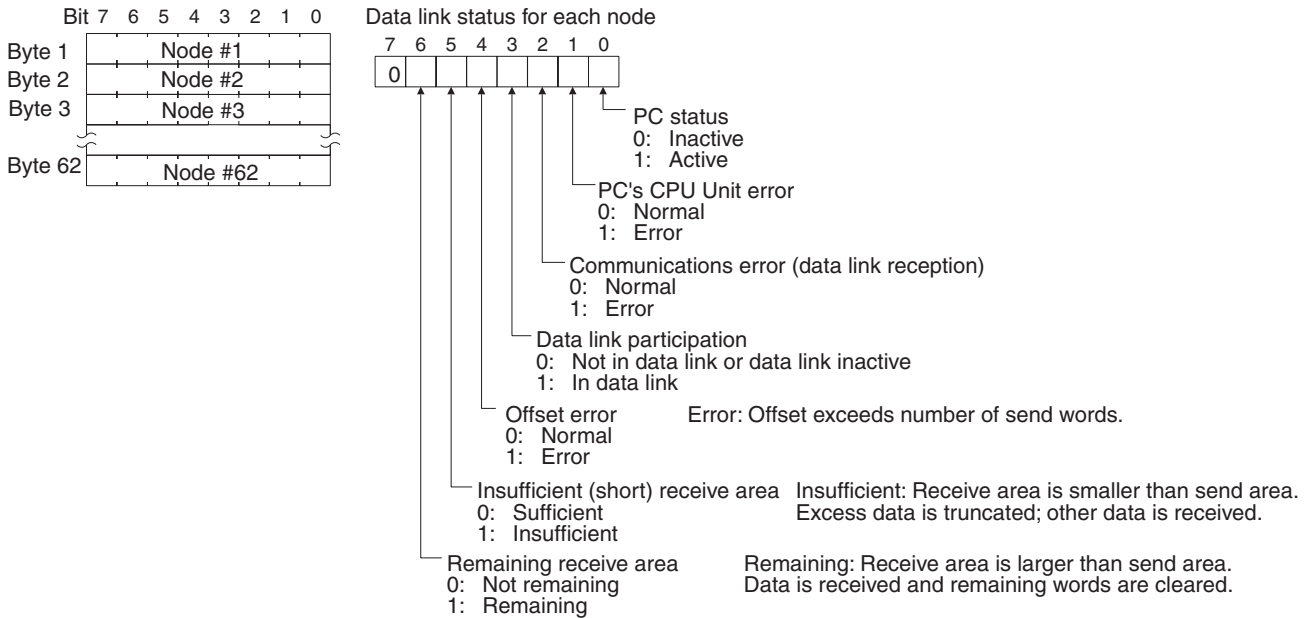 Bit 7 6 5 4 3 2 1 0
Byte 1 Node #1
Byte 2 Node #2
Byte 3 Node #3
Byte 62 Node #62
Data link status for each node
7 6 5 4 3 2 1 0
0
PC status
0: Inactive
1: Active
PC's CPU Unit error
0: Normal
1: Error
Communications error (data link reception)
0: Normal
1: Error
Data link participation
0: Not in data link or data link inactive
1: In data link
Offset error Error: Offset exceeds number of send words.
0: Normal
1: Error
Insufficient (short) receive area Insufficient: Receive area is smaller than send area.
0: Sufficient Excess data is truncated; other data is received.
1: Insufficient
Remaining receive area Remaining: Receive area is larger than send area.
0: Not remaining Data is received and remaining words are cleared.
1: Remaining